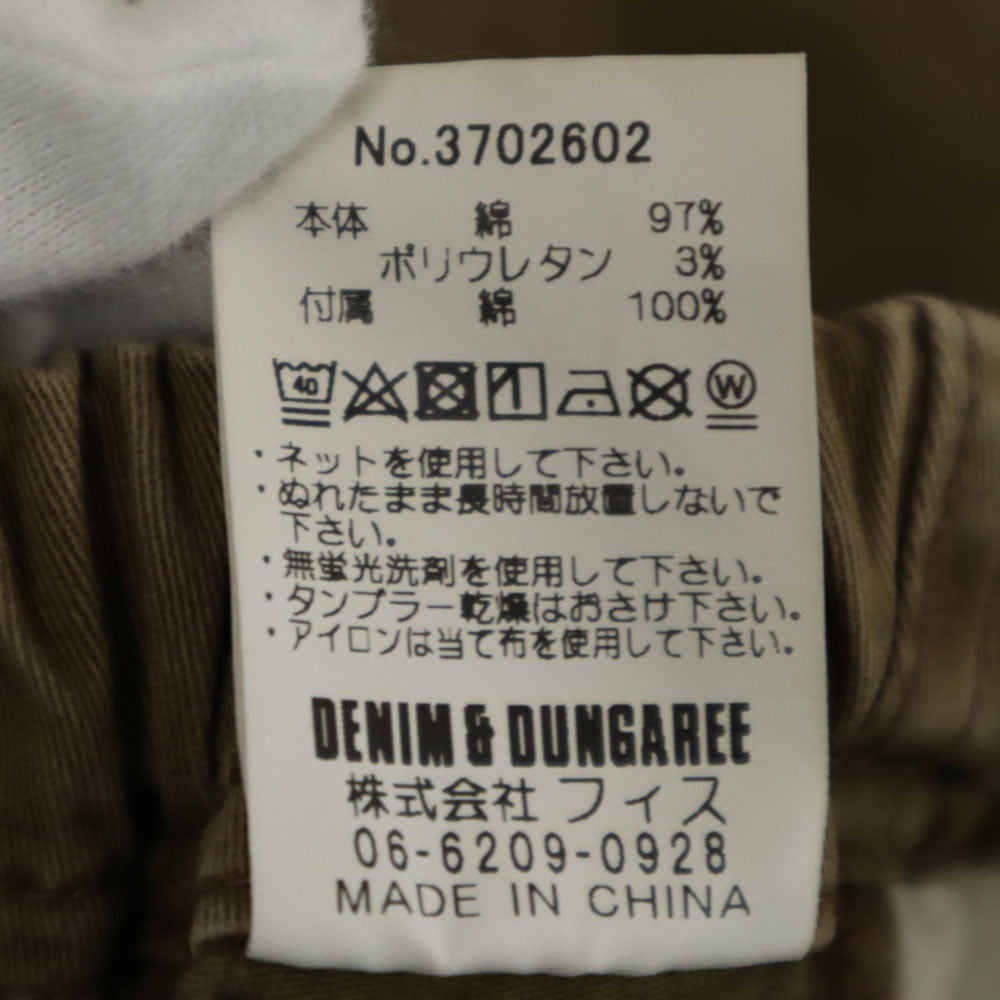 No.3702602
本体 綿 97%
ポリウレタン 3%
付属 綿 100%
40 W
・ネットを使用して下さい。
・ぬれたまま長時間放置しないで
下さい。
・無蛍光洗剤を使用して下さい。
・タンブラー乾燥はおさけ下さい。
・アイロンは当て布を使用して下さい。
DENIM & DUNGAREE
株式会社 フィス
06-6209-0928
MADE IN CHINA